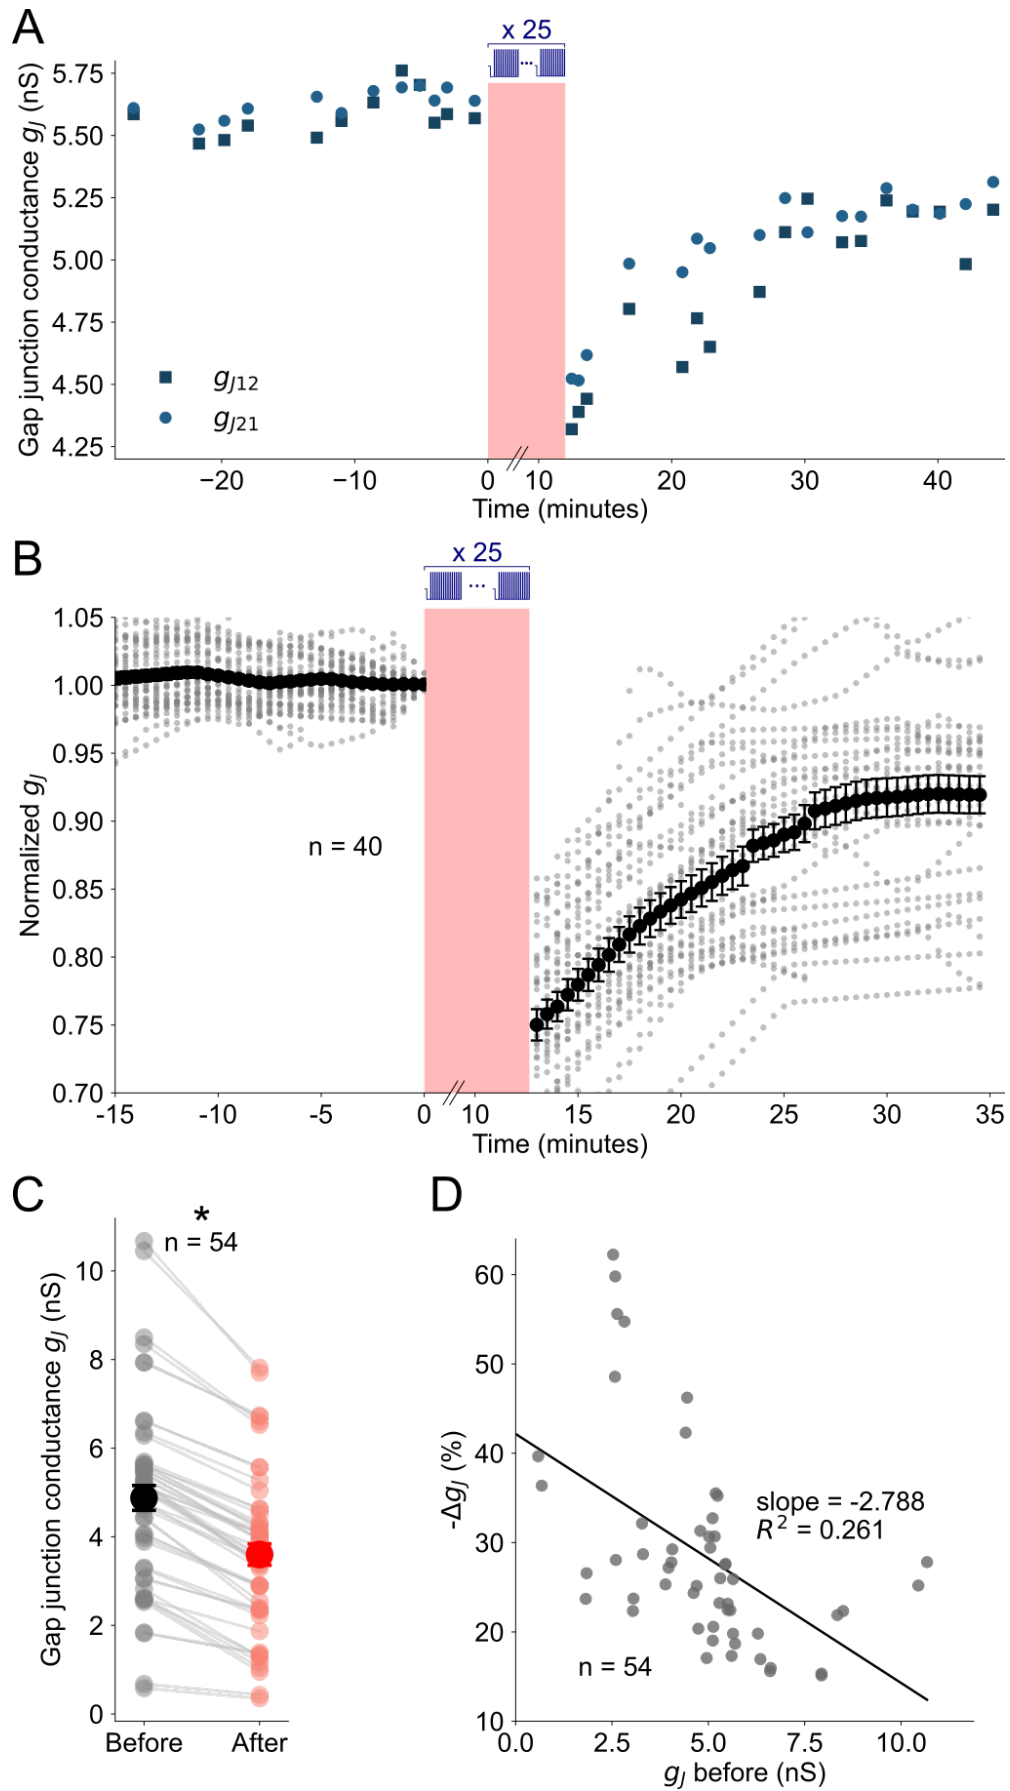 A
x 25
Gap junction conductance gJ (nS)
5.75
5.50
5.25
5.00
4.75
4.50
4.25
gJ12
gJ21
−20
−10
0
10
20
30
40
Time (minutes)
B
x 25
Normalized gJ
1.05
1.00
0.95
0.90
0.85
0.80
0.75
0.70
n = 40
-15
-10
-5
0
10
15
20
25
30
35
Time (minutes)
C
*
n = 54
Gap junction conductance gJ (nS)
10
8
6
4
2
0
Before
After
D
-ΔgJ (%)
60
50
40
30
20
10
slope = -2.788
R² = 0.261
n = 54
0.0
2.5
5.0
7.5
10.0
gJ before (nS)